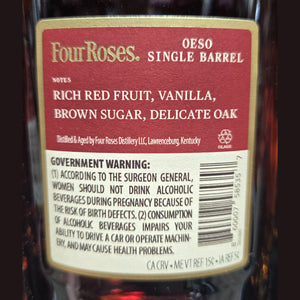 Four Roses.
OESO
SINGLE BARREL
NOTES
RICH RED FRUIT, VANILLA,
BROWN SUGAR, DELICATE OAK
Distilled & Aged by Four Roses Distillery LLC, Lawrenceburg, Kentucky
GLASS
GOVERNMENT WARNING:
(1) ACCORDING TO THE SURGEON GENERAL,
WOMEN SHOULD NOT DRINK ALCOHOLIC
BEVERAGES DURING PREGNANCY BECAUSE OF
THE RISK OF BIRTH DEFECTS. (2) CONSUMPTION
OF ALCOHOLIC BEVERAGES IMPAIRS YOUR
ABILITY TO DRIVE A CAR OR OPERATE MACHIN-
ERY, AND MAY CAUSE HEALTH PROBLEMS.
CA CRV • ME VT REF 15¢ • IA REF 5¢